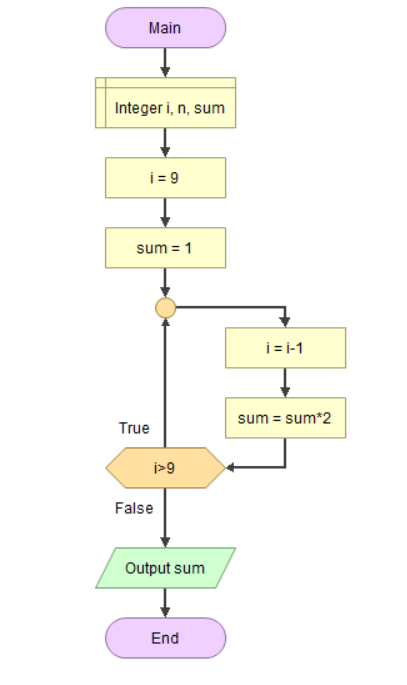 Main
Integer i, n, sum
i = 9
sum = 1
i = i-1
sum = sum*2
True
i>9
False
Output sum
End